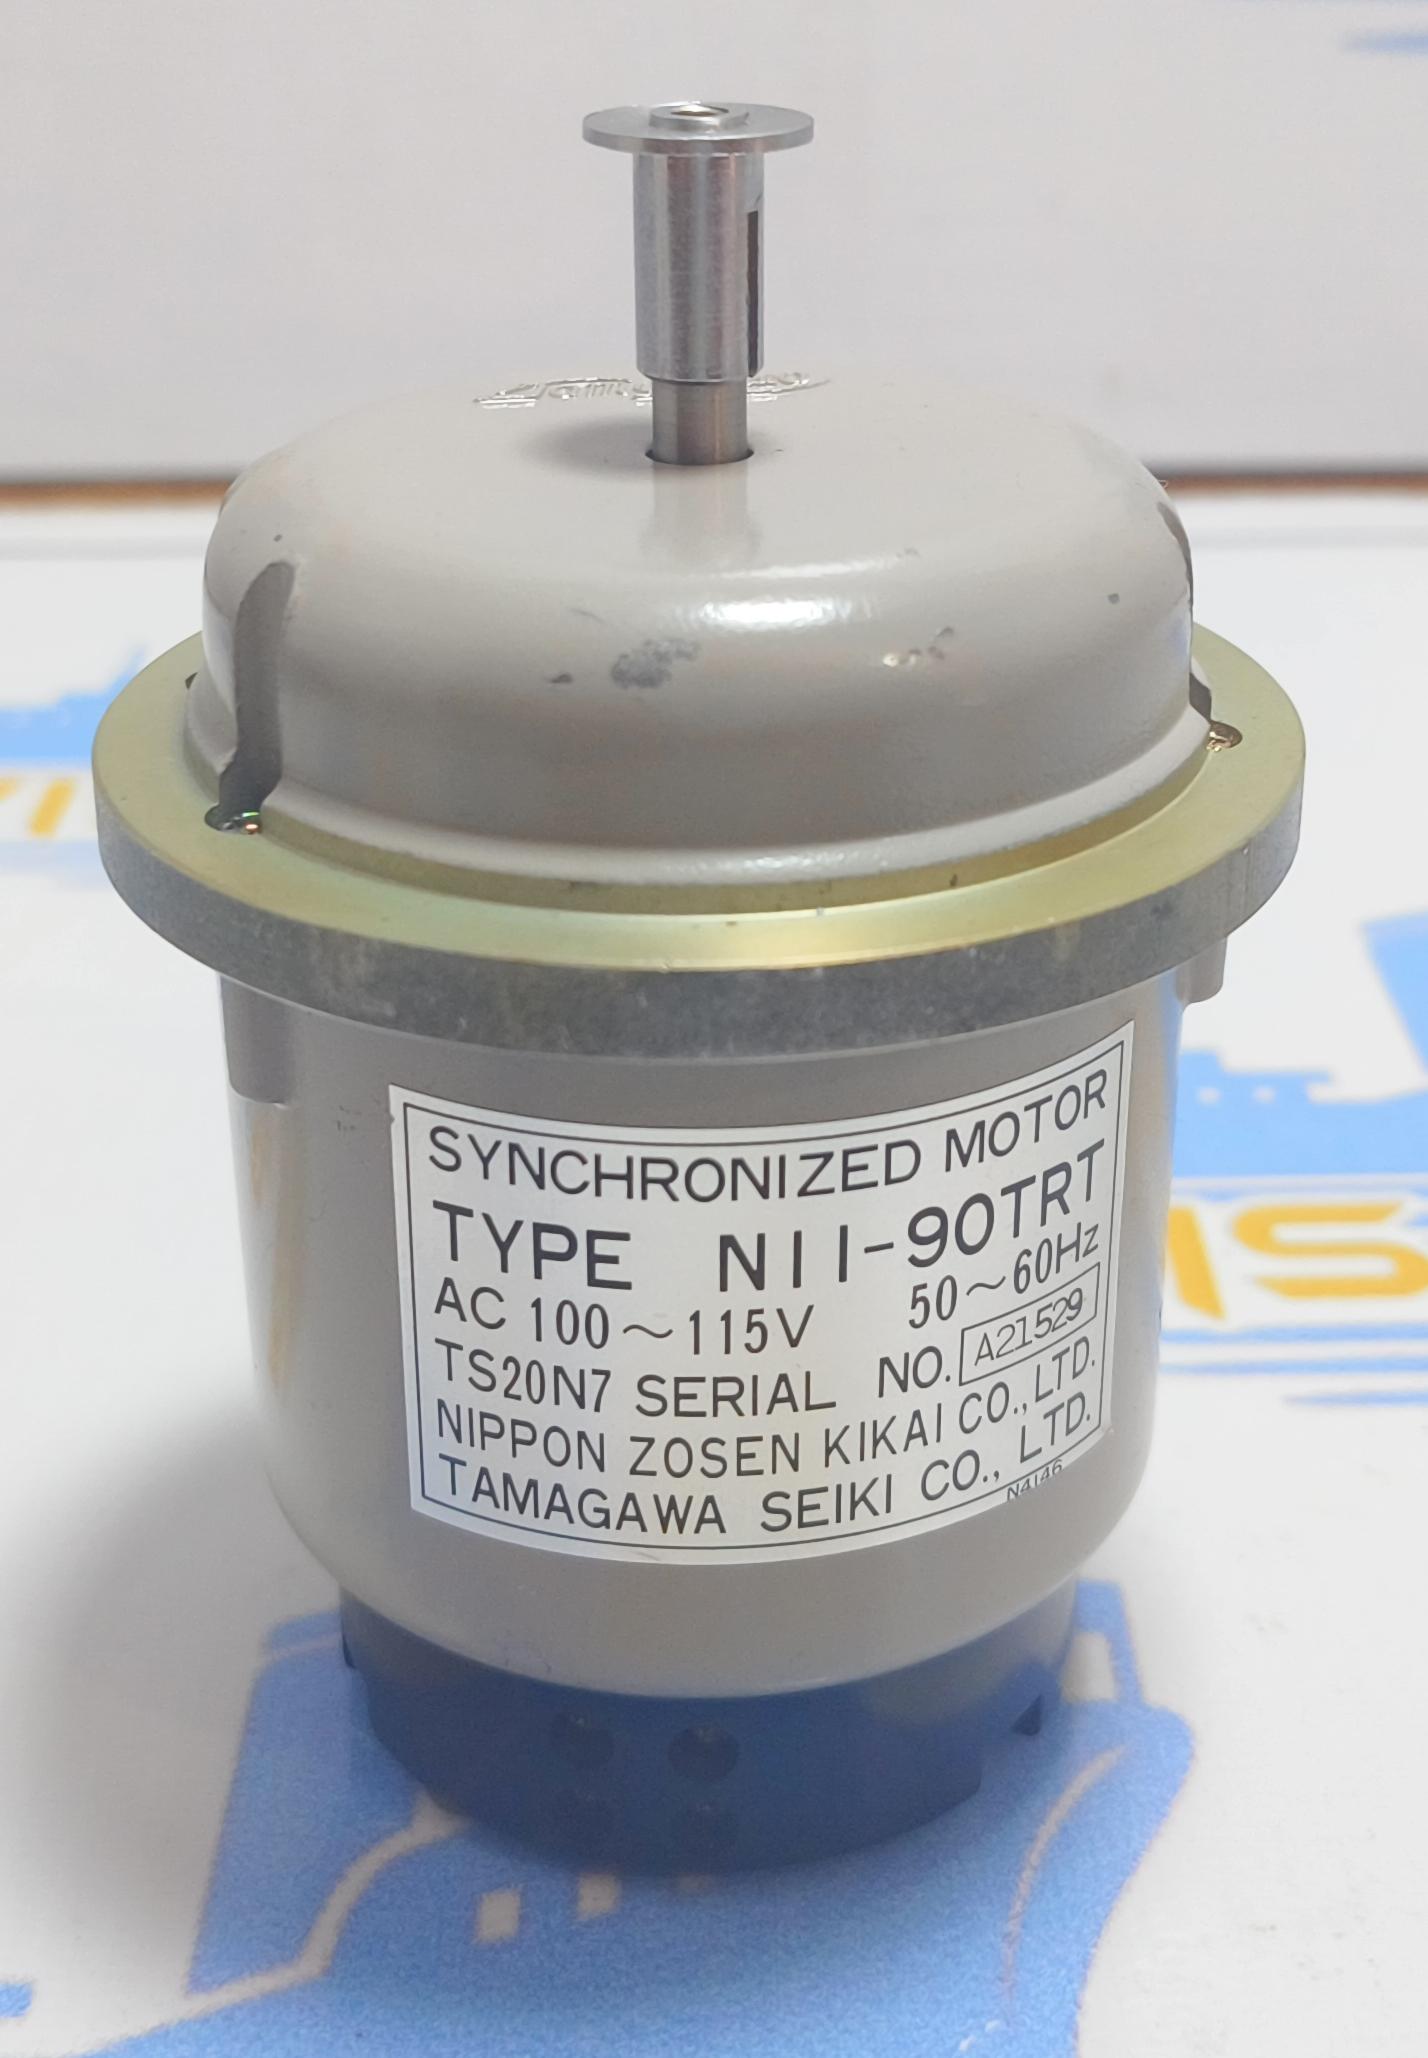 SYNCHRONIZED MOTOR
TYPE N11-90TRT
AC 100~115V 50~60Hz
TS20N7 SERIAL NO. A21529
NIPPON ZOSEN KIKAI CO., LTD.
TAMAGAWA SEIKI CO., LTD.
N4146